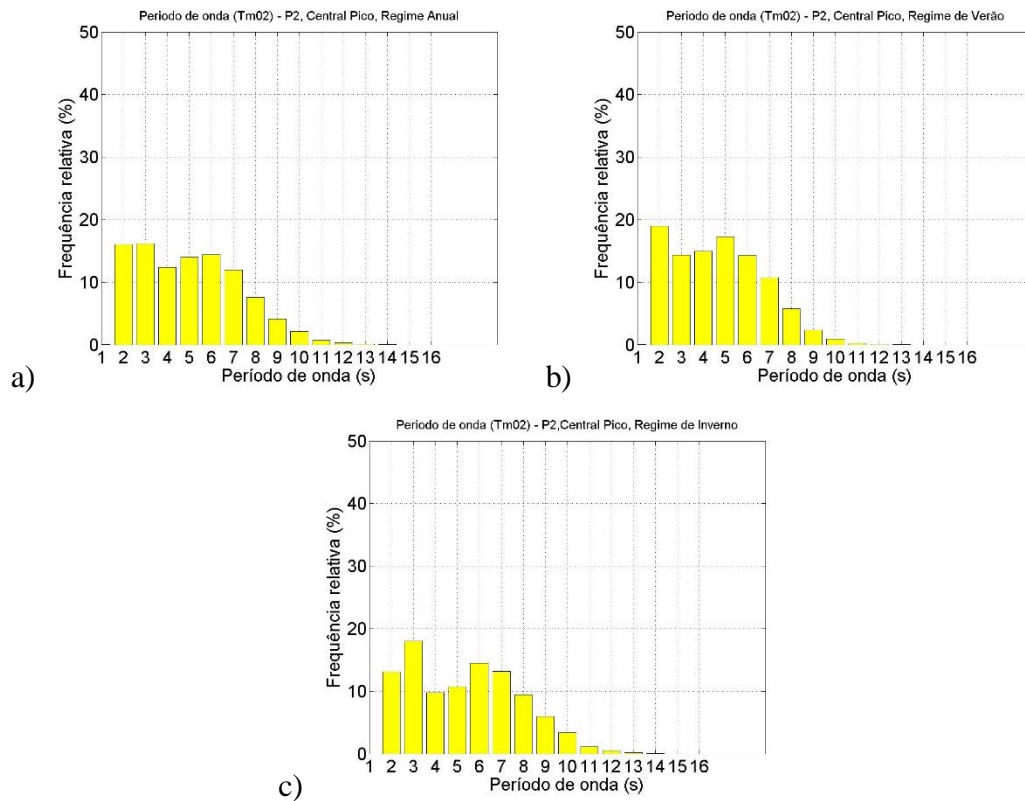 Periodo de onda (Tm02) - P2, Central Pico, Regime Anual
50
40
30
20
10
0
Frequência relativa (%)
1 2 3 4 5 6 7 8 9 10 11 12 13 14 15 16
Período de onda (s)
a)
Periodo de onda (Tm02) - P2, Central Pico, Regime de Verão
50
40
30
20
10
0
Frequência relativa (%)
1 2 3 4 5 6 7 8 9 10 11 12 13 14 15 16
Período de onda (s)
b)
Periodo de onda (Tm02) - P2,Central Pico, Regime de Inverno
50
40
30
20
10
0
Frequência relativa (%)
1 2 3 4 5 6 7 8 9 10 11 12 13 14 15 16
Período de onda (s)
c)